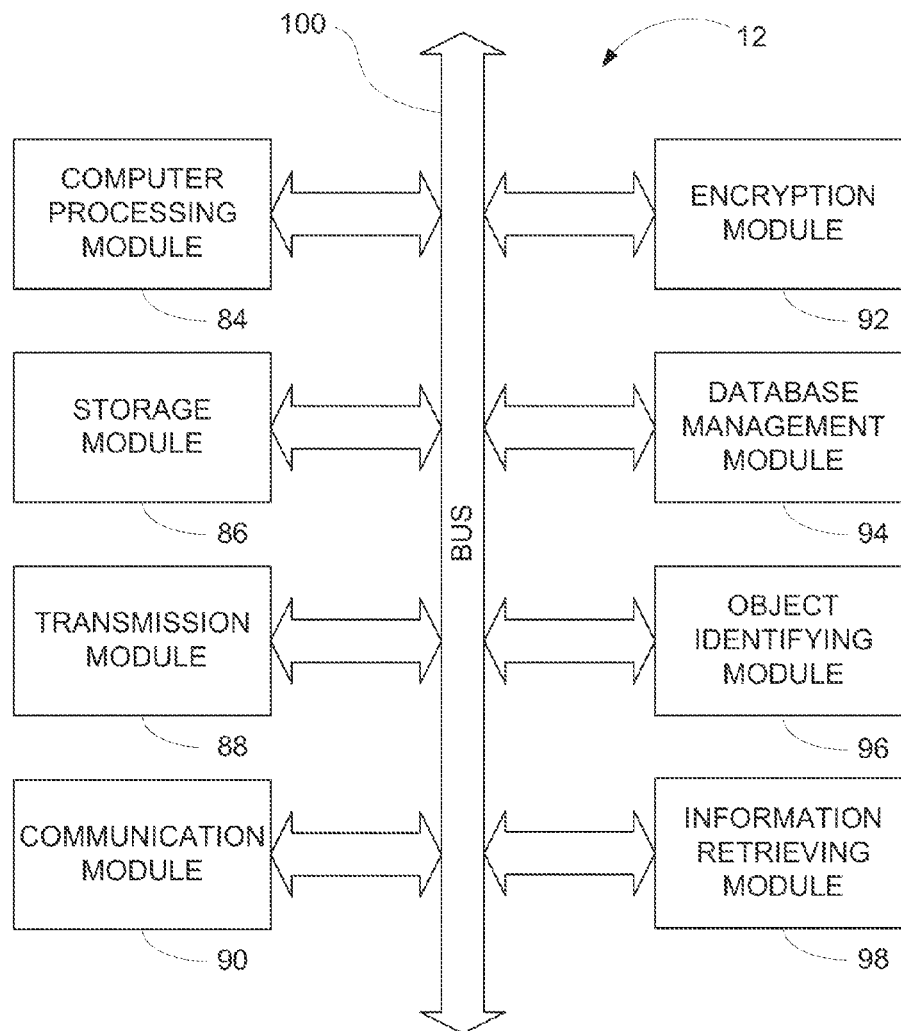 100
12
COMPUTER
PROCESSING
MODULE
84
ENCRYPTION
MODULE
92
STORAGE
MODULE
86
DATABASE
MANAGEMENT
MODULE
94
BUS
TRANSMISSION
MODULE
88
OBJECT
IDENTIFYING
MODULE
96
COMMUNICATION
MODULE
90
INFORMATION
RETRIEVING
MODULE
98